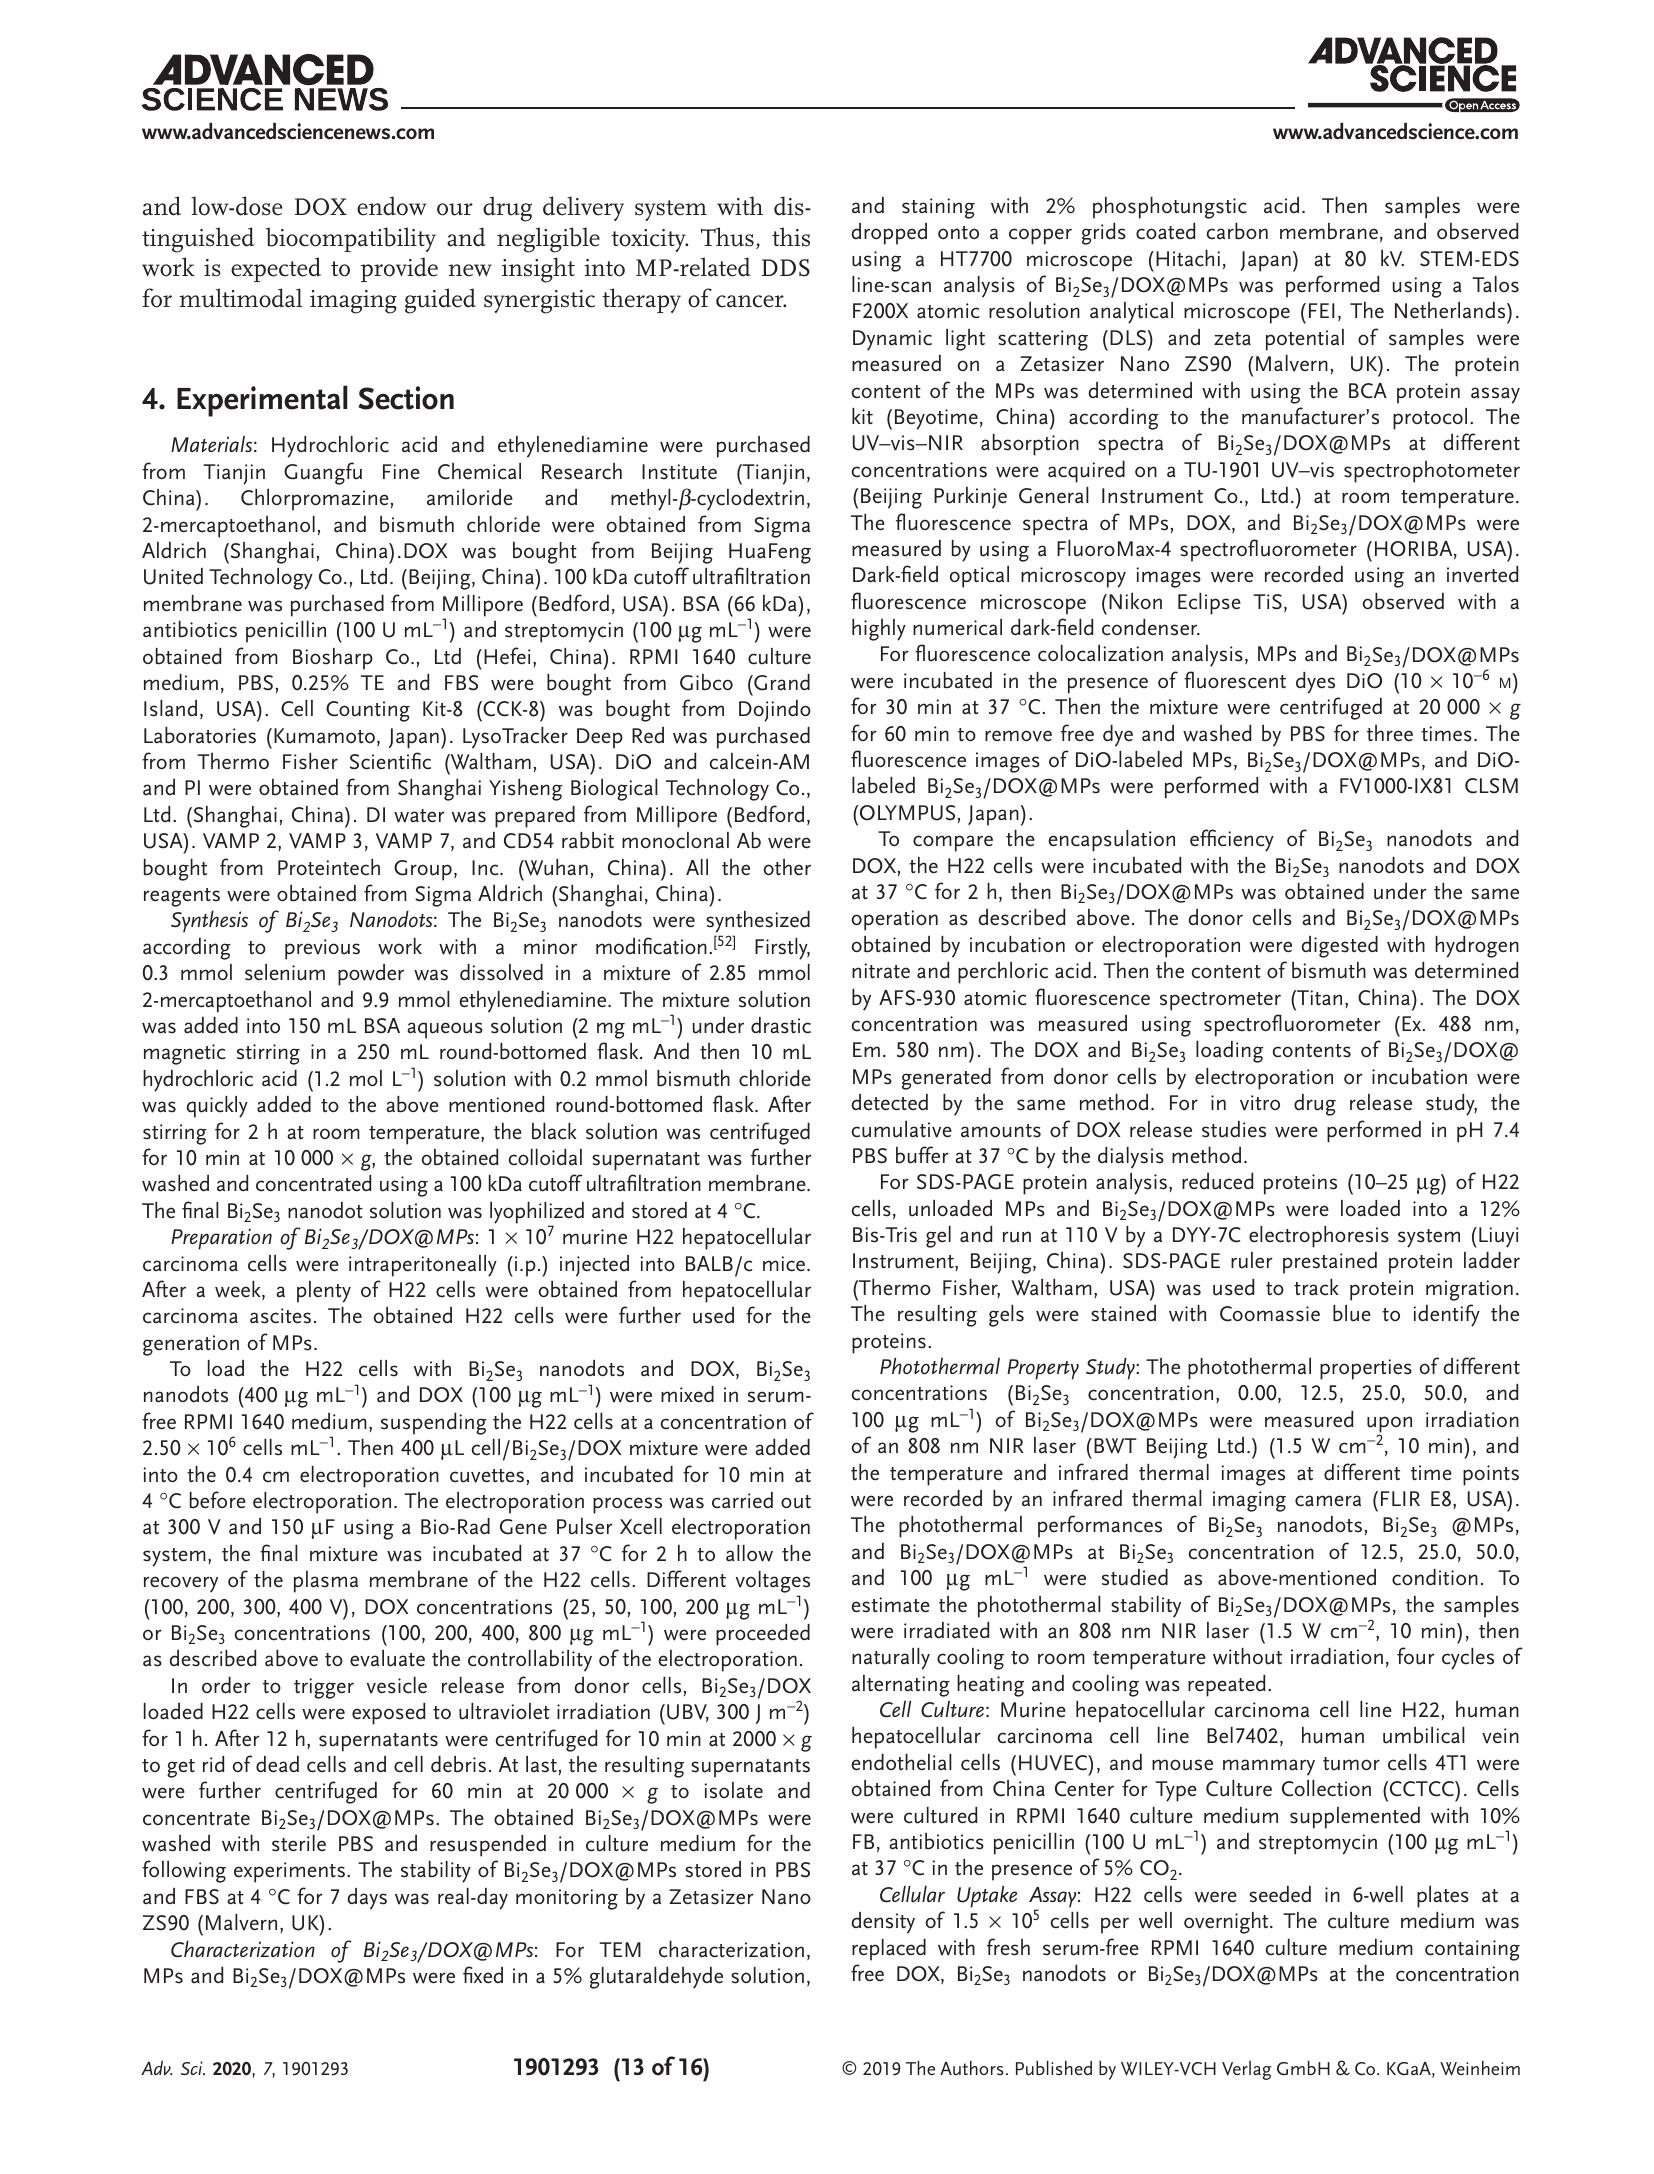 ADVANCED
SCIENCE NEWS
www.advancedsciencenews.com
ADVANCED
SCIENCE
Open Access
www.advancedscience.com
and low-dose DOX endow our drug delivery system with dis-
tinguished biocompatibility and negligible toxicity. Thus, this
work is expected to provide new insight into MP-related DDS
for multimodal imaging guided synergistic therapy of cancer.
4. Experimental Section
Materials: Hydrochloric acid and ethylenediamine were purchased
from Tianjin Guangfu Fine Chemical Research Institute (Tianjin,
China). Chlorpromazine, amiloride and methyl-β-cyclodextrin,
2-mercaptoethanol, and bismuth chloride were obtained from Sigma
Aldrich (Shanghai, China).DOX was bought from Beijing HuaFeng
United Technology Co., Ltd. (Beijing, China). 100 kDa cutoff ultrafiltration
membrane was purchased from Millipore (Bedford, USA). BSA (66 kDa),
antibiotics penicillin (100 U mL⁻¹) and streptomycin (100 µg mL⁻¹) were
obtained from Biosharp Co., Ltd (Hefei, China). RPMI 1640 culture
medium, PBS, 0.25% TE and FBS were bought from Gibco (Grand
Island, USA). Cell Counting Kit-8 (CCK-8) was bought from Dojindo
Laboratories (Kumamoto, Japan). LysoTracker Deep Red was purchased
from Thermo Fisher Scientific (Waltham, USA). DiO and calcein-AM
and PI were obtained from Shanghai Yisheng Biological Technology Co.,
Ltd. (Shanghai, China). DI water was prepared from Millipore (Bedford,
USA). VAMP 2, VAMP 3, VAMP 7, and CD54 rabbit monoclonal Ab were
bought from Proteintech Group, Inc. (Wuhan, China). All the other
reagents were obtained from Sigma Aldrich (Shanghai, China).
Synthesis of Bi₂Se₃ Nanodots: The Bi₂Se₃ nanodots were synthesized
according to previous work with a minor modification.[52] Firstly,
0.3 mmol selenium powder was dissolved in a mixture of 2.85 mmol
2-mercaptoethanol and 9.9 mmol ethylenediamine. The mixture solution
was added into 150 mL BSA aqueous solution (2 mg mL⁻¹) under drastic
magnetic stirring in a 250 mL round-bottomed flask. And then 10 mL
hydrochloric acid (1.2 mol L⁻¹) solution with 0.2 mmol bismuth chloride
was quickly added to the above mentioned round-bottomed flask. After
stirring for 2 h at room temperature, the black solution was centrifuged
for 10 min at 10 000 × g, the obtained colloidal supernatant was further
washed and concentrated using a 100 kDa cutoff ultrafiltration membrane.
The final Bi₂Se₃ nanodot solution was lyophilized and stored at 4 °C.
Preparation of Bi₂Se₃/DOX@MPs: 1 × 10⁷ murine H22 hepatocellular
carcinoma cells were intraperitoneally (i.p.) injected into BALB/c mice.
After a week, a plenty of H22 cells were obtained from hepatocellular
carcinoma ascites. The obtained H22 cells were further used for the
generation of MPs.
To load the H22 cells with Bi₂Se₃ nanodots and DOX, Bi₂Se₃
nanodots (400 µg mL⁻¹) and DOX (100 µg mL⁻¹) were mixed in serum-
free RPMI 1640 medium, suspending the H22 cells at a concentration of
2.50 × 10⁶ cells mL⁻¹. Then 400 µL cell/Bi₂Se₃/DOX mixture were added
into the 0.4 cm electroporation cuvettes, and incubated for 10 min at
4 °C before electroporation. The electroporation process was carried out
at 300 V and 150 µF using a Bio-Rad Gene Pulser Xcell electroporation
system, the final mixture was incubated at 37 °C for 2 h to allow the
recovery of the plasma membrane of the H22 cells. Different voltages
(100, 200, 300, 400 V), DOX concentrations (25, 50, 100, 200 µg mL⁻¹)
or Bi₂Se₃ concentrations (100, 200, 400, 800 µg mL⁻¹) were proceeded
as described above to evaluate the controllability of the electroporation.
In order to trigger vesicle release from donor cells, Bi₂Se₃/DOX
loaded H22 cells were exposed to ultraviolet irradiation (UBV, 300 J m⁻²)
for 1 h. After 12 h, supernatants were centrifuged for 10 min at 2000 × g
to get rid of dead cells and cell debris. At last, the resulting supernatants
were further centrifuged for 60 min at 20 000 × g to isolate and
concentrate Bi₂Se₃/DOX@MPs. The obtained Bi₂Se₃/DOX@MPs were
washed with sterile PBS and resuspended in culture medium for the
following experiments. The stability of Bi₂Se₃/DOX@MPs stored in PBS
and FBS at 4 °C for 7 days was real-day monitoring by a Zetasizer Nano
ZS90 (Malvern, UK).
Characterization of Bi₂Se₃/DOX@MPs: For TEM characterization,
MPs and Bi₂Se₃/DOX@MPs were fixed in a 5% glutaraldehyde solution,
and staining with 2% phosphotungstic acid. Then samples were
dropped onto a copper grids coated carbon membrane, and observed
using a HT7700 microscope (Hitachi, Japan) at 80 kV. STEM-EDS
line-scan analysis of Bi₂Se₃/DOX@MPs was performed using a Talos
F200X atomic resolution analytical microscope (FEI, The Netherlands).
Dynamic light scattering (DLS) and zeta potential of samples were
measured on a Zetasizer Nano ZS90 (Malvern, UK). The protein
content of the MPs was determined with using the BCA protein assay
kit (Beyotime, China) according to the manufacturer's protocol. The
UV–vis–NIR absorption spectra of Bi₂Se₃/DOX@MPs at different
concentrations were acquired on a TU-1901 UV–vis spectrophotometer
(Beijing Purkinje General Instrument Co., Ltd.) at room temperature.
The fluorescence spectra of MPs, DOX, and Bi₂Se₃/DOX@MPs were
measured by using a FluoroMax-4 spectrofluorometer (HORIBA, USA).
Dark-field optical microscopy images were recorded using an inverted
fluorescence microscope (Nikon Eclipse TiS, USA) observed with a
highly numerical dark-field condenser.
For fluorescence colocalization analysis, MPs and Bi₂Se₃/DOX@MPs
were incubated in the presence of fluorescent dyes DiO (10 × 10⁻⁶ M)
for 30 min at 37 °C. Then the mixture were centrifuged at 20 000 × g
for 60 min to remove free dye and washed by PBS for three times. The
fluorescence images of DiO-labeled MPs, Bi₂Se₃/DOX@MPs, and DiO-
labeled Bi₂Se₃/DOX@MPs were performed with a FV1000-IX81 CLSM
(OLYMPUS, Japan).
To compare the encapsulation efficiency of Bi₂Se₃ nanodots and
DOX, the H22 cells were incubated with the Bi₂Se₃ nanodots and DOX
at 37 °C for 2 h, then Bi₂Se₃/DOX@MPs was obtained under the same
operation as described above. The donor cells and Bi₂Se₃/DOX@MPs
obtained by incubation or electroporation were digested with hydrogen
nitrate and perchloric acid. Then the content of bismuth was determined
by AFS-930 atomic fluorescence spectrometer (Titan, China). The DOX
concentration was measured using spectrofluorometer (Ex. 488 nm,
Em. 580 nm). The DOX and Bi₂Se₃ loading contents of Bi₂Se₃/DOX@
MPs generated from donor cells by electroporation or incubation were
detected by the same method. For in vitro drug release study, the
cumulative amounts of DOX release studies were performed in pH 7.4
PBS buffer at 37 °C by the dialysis method.
For SDS-PAGE protein analysis, reduced proteins (10–25 µg) of H22
cells, unloaded MPs and Bi₂Se₃/DOX@MPs were loaded into a 12%
Bis-Tris gel and run at 110 V by a DYY-7C electrophoresis system (Liuyi
Instrument, Beijing, China). SDS-PAGE ruler prestained protein ladder
(Thermo Fisher, Waltham, USA) was used to track protein migration.
The resulting gels were stained with Coomassie blue to identify the
proteins.
Photothermal Property Study: The photothermal properties of different
concentrations (Bi₂Se₃ concentration, 0.00, 12.5, 25.0, 50.0, and
100 µg mL⁻¹) of Bi₂Se₃/DOX@MPs were measured upon irradiation
of an 808 nm NIR laser (BWT Beijing Ltd.) (1.5 W cm⁻², 10 min), and
the temperature and infrared thermal images at different time points
were recorded by an infrared thermal imaging camera (FLIR E8, USA).
The photothermal performances of Bi₂Se₃ nanodots, Bi₂Se₃ @MPs,
and Bi₂Se₃/DOX@MPs at Bi₂Se₃ concentration of 12.5, 25.0, 50.0,
and 100 µg mL⁻¹ were studied as above-mentioned condition. To
estimate the photothermal stability of Bi₂Se₃/DOX@MPs, the samples
were irradiated with an 808 nm NIR laser (1.5 W cm⁻², 10 min), then
naturally cooling to room temperature without irradiation, four cycles of
alternating heating and cooling was repeated.
Cell Culture: Murine hepatocellular carcinoma cell line H22, human
hepatocellular carcinoma cell line Bel7402, human umbilical vein
endothelial cells (HUVEC), and mouse mammary tumor cells 4T1 were
obtained from China Center for Type Culture Collection (CCTCC). Cells
were cultured in RPMI 1640 culture medium supplemented with 10%
FB, antibiotics penicillin (100 U mL⁻¹) and streptomycin (100 µg mL⁻¹)
at 37 °C in the presence of 5% CO₂.
Cellular Uptake Assay: H22 cells were seeded in 6-well plates at a
density of 1.5 × 10⁵ cells per well overnight. The culture medium was
replaced with fresh serum-free RPMI 1640 culture medium containing
free DOX, Bi₂Se₃ nanodots or Bi₂Se₃/DOX@MPs at the concentration
Adv. Sci. 2020, 7, 1901293
1901293 (13 of 16)
© 2019 The Authors. Published by WILEY-VCH Verlag GmbH & Co. KGaA, Weinheim